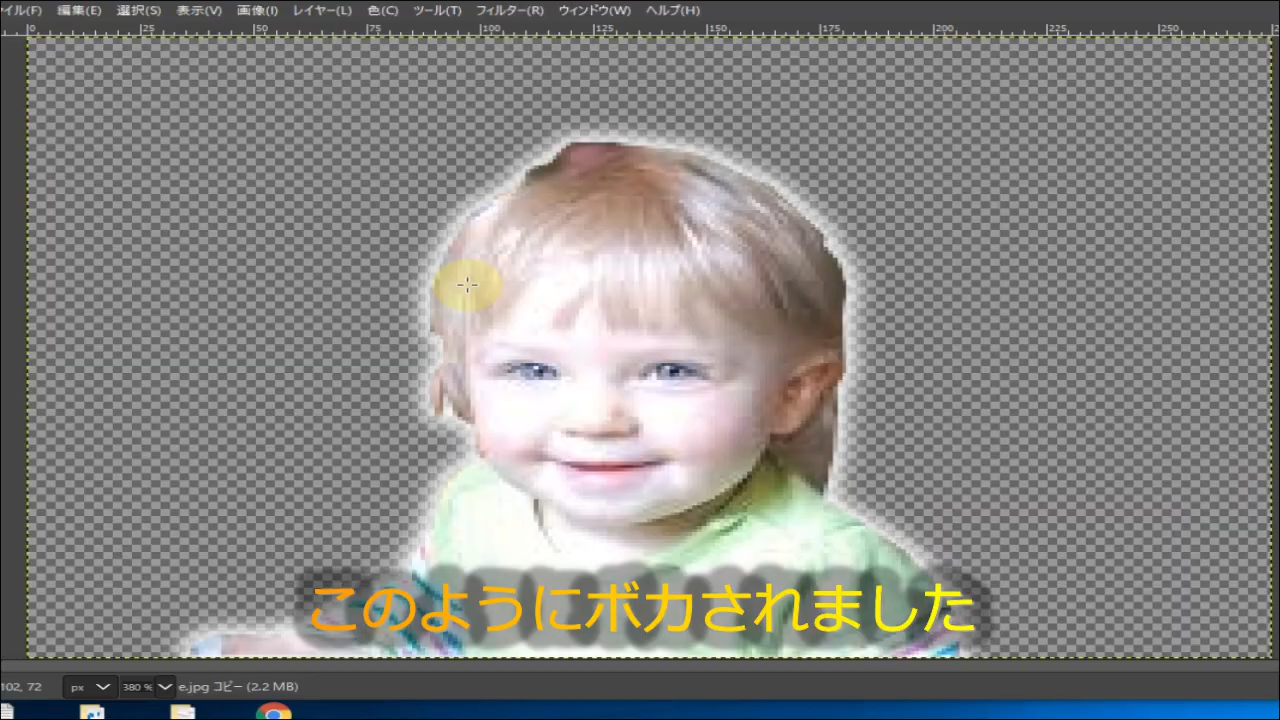 イル(F) 編集(E) 選択(S) 表示(V) 画像(I) レイヤー(L) 色(C) ツール(T) フィルター(R) ウィンドウ(W) ヘルプ(H)
0 25 50 75 100 125 150 175 200 225 250
このようにボカされました
102, 72 px 380 % e.jpg コピー (2.2 MB)